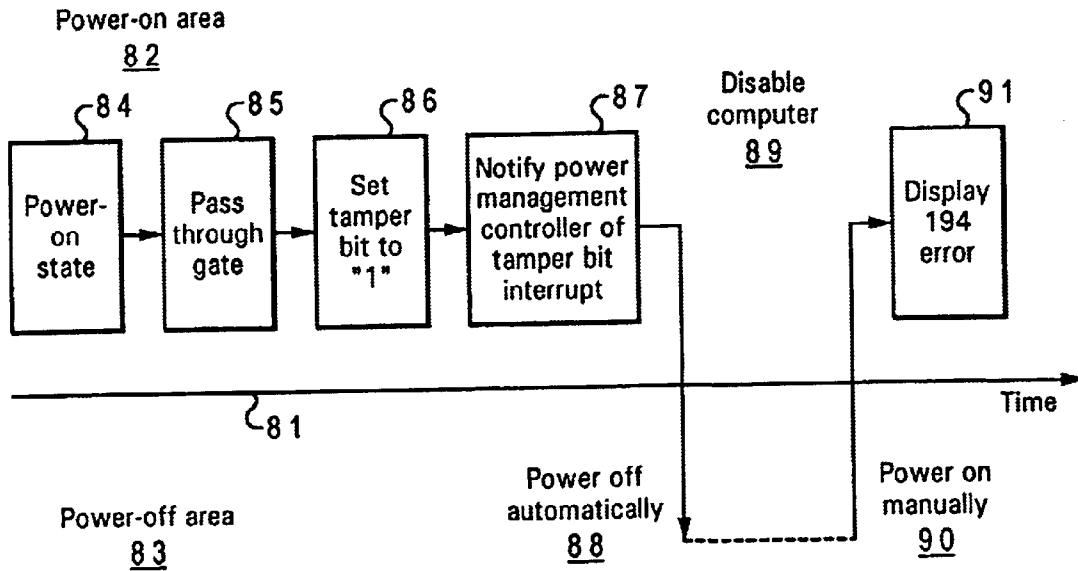 Power-on area
82
84
85
86
87
Disable
computer
89
91
Power-
on
state
Pass
through
gate
Set
tamper
bit to
"1"
Notify power
management
controller of
tamper bit
interrupt
Display
194
error
81
Time
Power-off area
83
Power off
automatically
88
Power on
manually
90